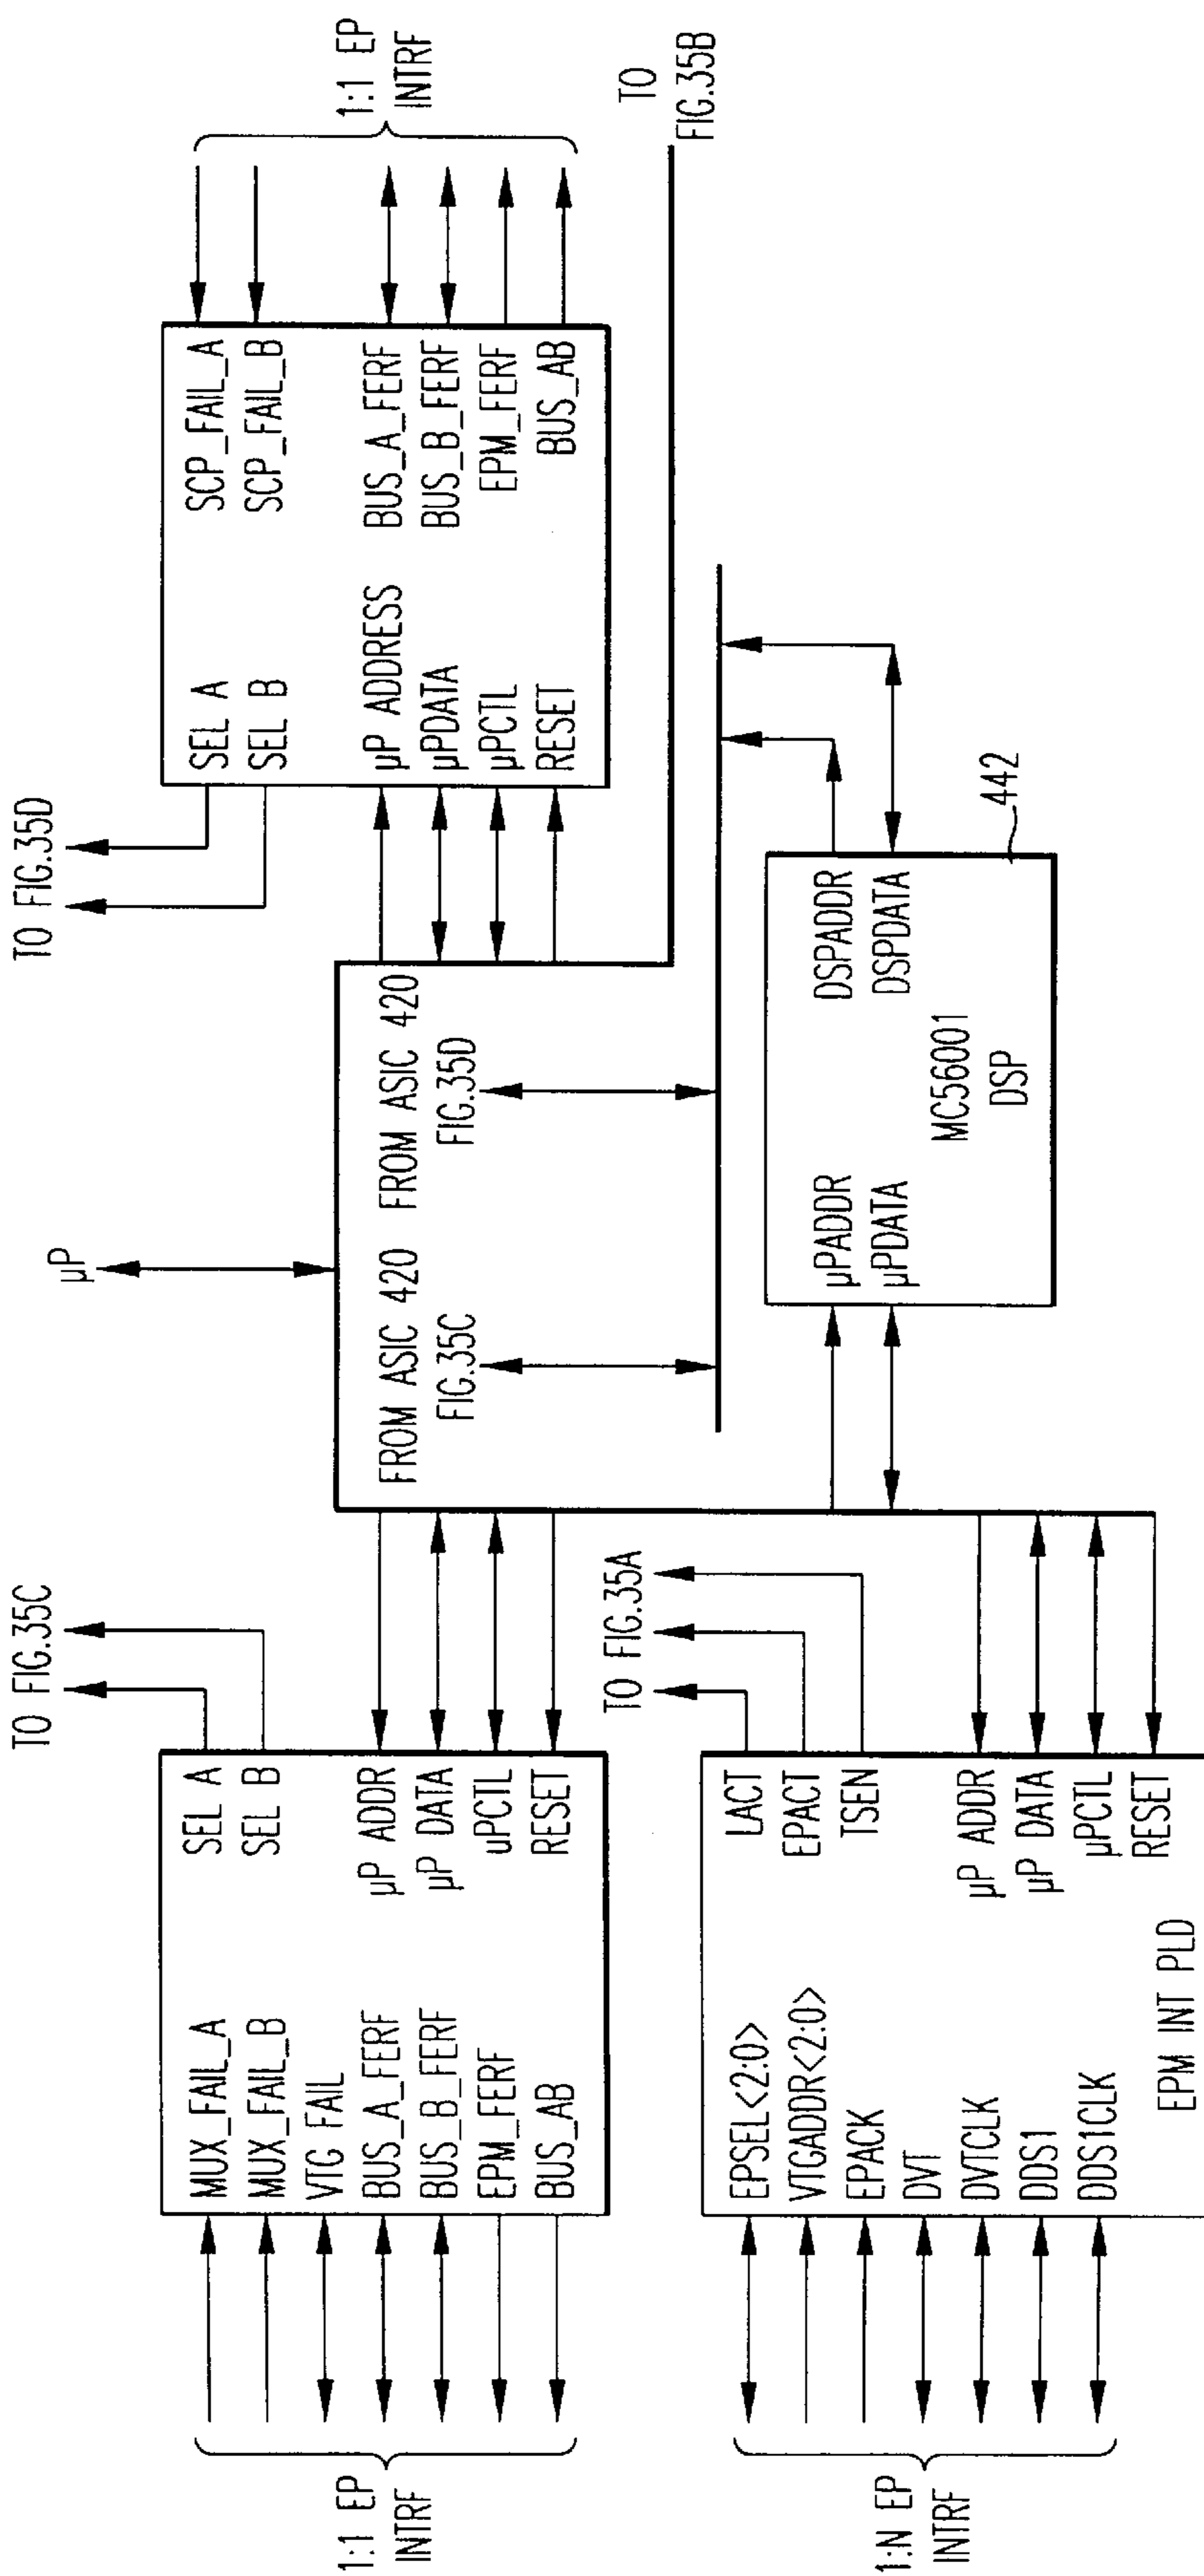 TO FIG.35C
1:1 EP
INTRF
MUX_FAIL_A
MUX_FAIL_B
VTG FAIL
BUS_A_FERF
BUS_B_FERF
EPM_FERF
BUS_AB
SEL A
SEL B
µP ADDR
µP DATA
uPCTL
RESET
TO FIG.35A
1:N EP
INTRF
EPSEL<2:0>
VTGADDR<2:0>
EPACK
DVT
DVTCLK
DDS1
DDS1CLK
LACT
EPACT
TSEN
µP ADDR
µP DATA
µPCTL
RESET
EPM INT PLD
µP
FROM ASIC 420
FIG.35C
FROM ASIC 420
FIG.35D
µPADDR
µPDATA
MC56001
DSP
DSPADDR
DSPDATA
442
TO FIG.35D
SEL A
SEL B
µP ADDRESS
µPDATA
µPCTL
RESET
SCP_FAIL_A
SCP_FAIL_B
BUS_A_FERF
BUS_B_FERF
EPM_FERF
BUS_AB
1:1 EP
INTRF
TO
FIG.35B